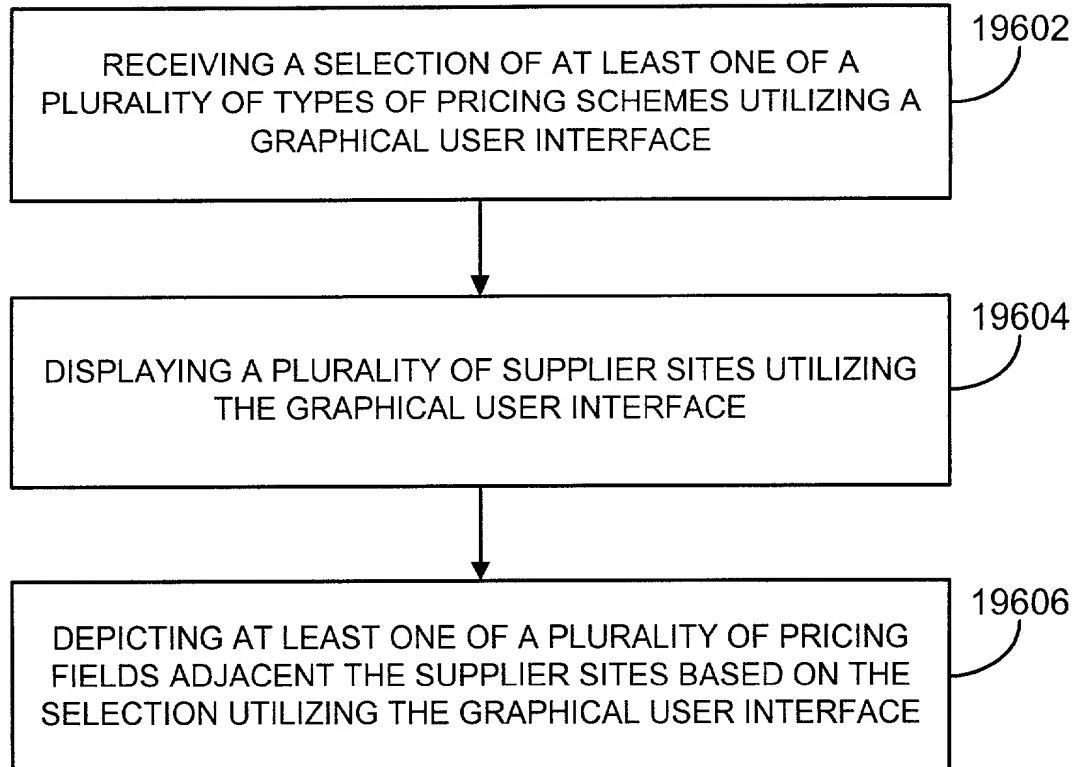 19602
RECEIVING A SELECTION OF AT LEAST ONE OF A
PLURALITY OF TYPES OF PRICING SCHEMES UTILIZING A
GRAPHICAL USER INTERFACE
19604
DISPLAYING A PLURALITY OF SUPPLIER SITES UTILIZING
THE GRAPHICAL USER INTERFACE
19606
DEPICTING AT LEAST ONE OF A PLURALITY OF PRICING
FIELDS ADJACENT THE SUPPLIER SITES BASED ON THE
SELECTION UTILIZING THE GRAPHICAL USER INTERFACE